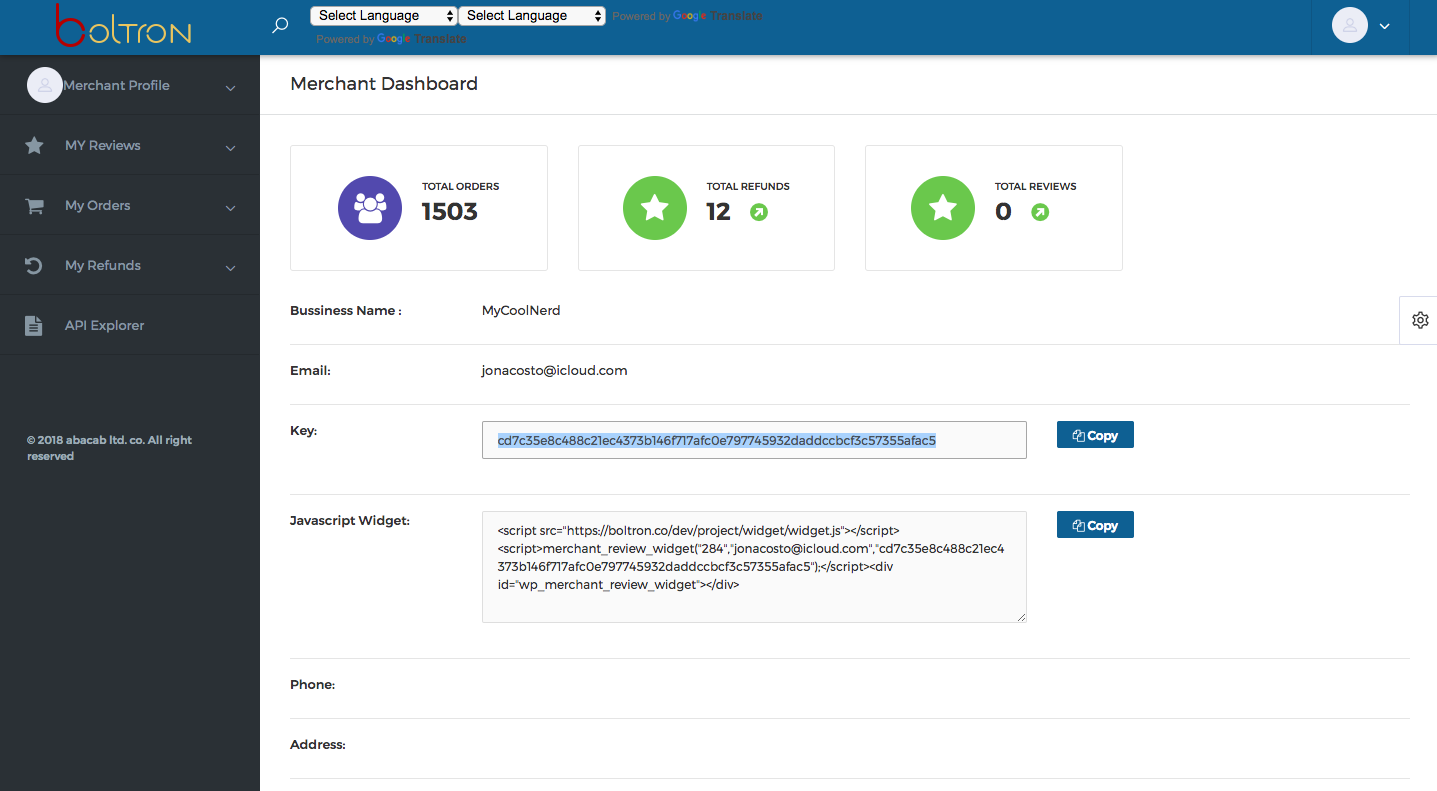 boltron
Select Language Select Language Powered by Google Translate
Powered by Google Translate
Merchant Profile
MY Reviews
My Orders
My Refunds
API Explorer
© 2018 abacab ltd. co. All right
reserved
Merchant Dashboard
TOTAL ORDERS
1503
TOTAL REFUNDS
12
TOTAL REVIEWS
0
Bussiness Name : MyCoolNerd
Email: jonacosto@icloud.com
Key: cd7c35e8c488c21ec4373b146f717afc0e797745932daddccbcf3c57355afac5 Copy
Javascript Widget: Copy
<script src="https://boltron.co/dev/project/widget/widget.js"></script>
<script>merchant_review_widget("284","jonacosto@icloud.com","cd7c35e8c488c21ec4
373b146f717afc0e797745932daddccbcf3c57355afac5");</script><div
id="wp_merchant_review_widget"></div>
Phone:
Address: